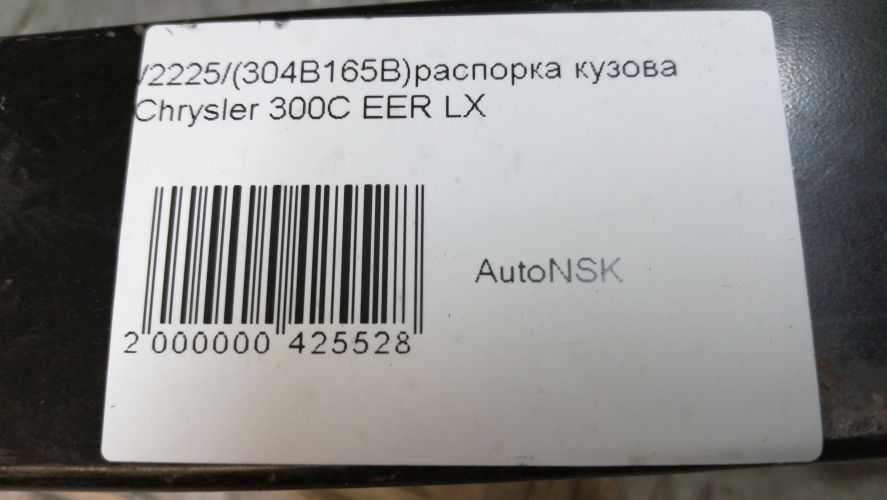 /2225/(304B165B)распорка кузова
Chrysler 300C EER LX
AutoNSK
2 000000 425528